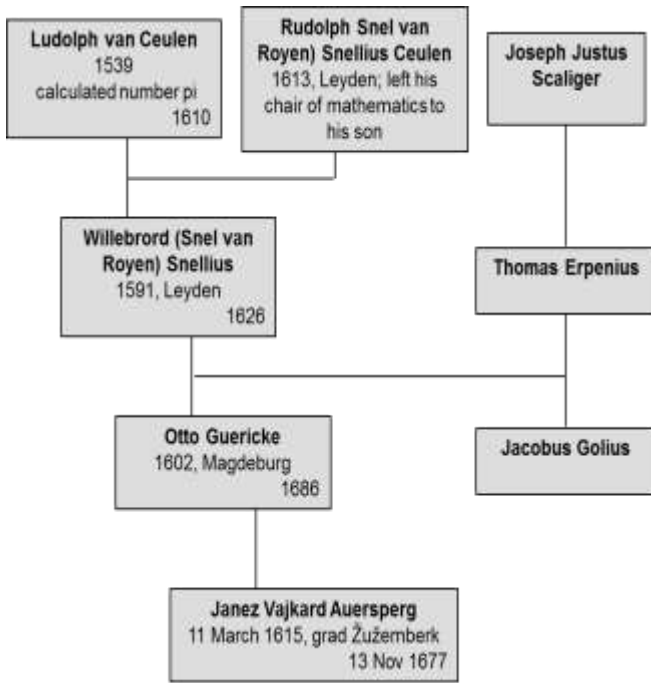 Ludolph van Ceulen
1539
calculated number pi
1610
Rudolph Snel van
Royen) Snellius Ceulen
1613, Leyden; left his
chair of mathematics to
his son
Joseph Justus
Scaliger
Willebrord (Snel van
Royen) Snellius
1591, Leyden
1626
Thomas Erpenius
Otto Guericke
1602, Magdeburg
1686
Jacobus Golius
Janez Vajkard Auersperg
11 March 1615, grad Žužemberk
13 Nov 1677